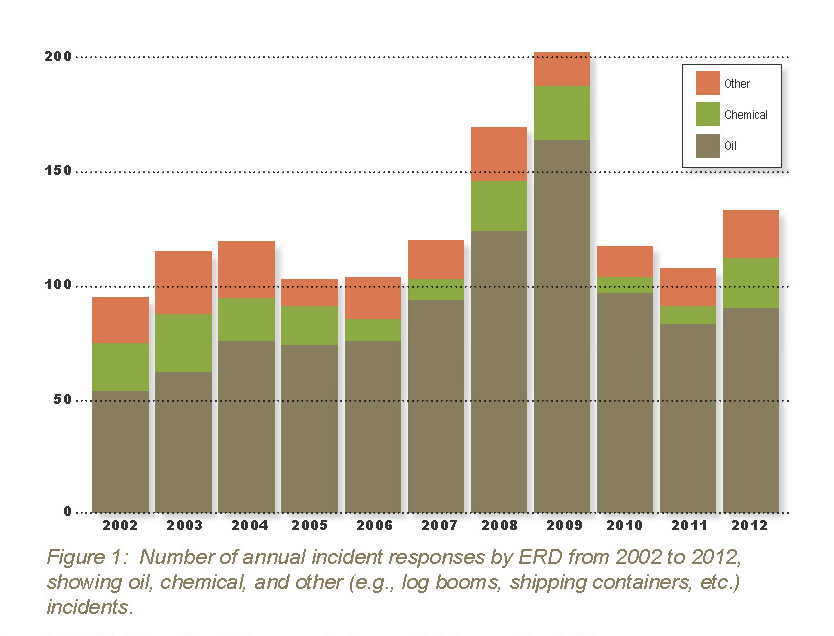 200
Other
Chemical
Oil
150
100
50
0
2002 2003 2004 2005 2006 2007 2008 2009 2010 2011 2012
Figure 1: Number of annual incident responses by ERD from 2002 to 2012,
showing oil, chemical, and other (e.g., log booms, shipping containers, etc.)
incidents.